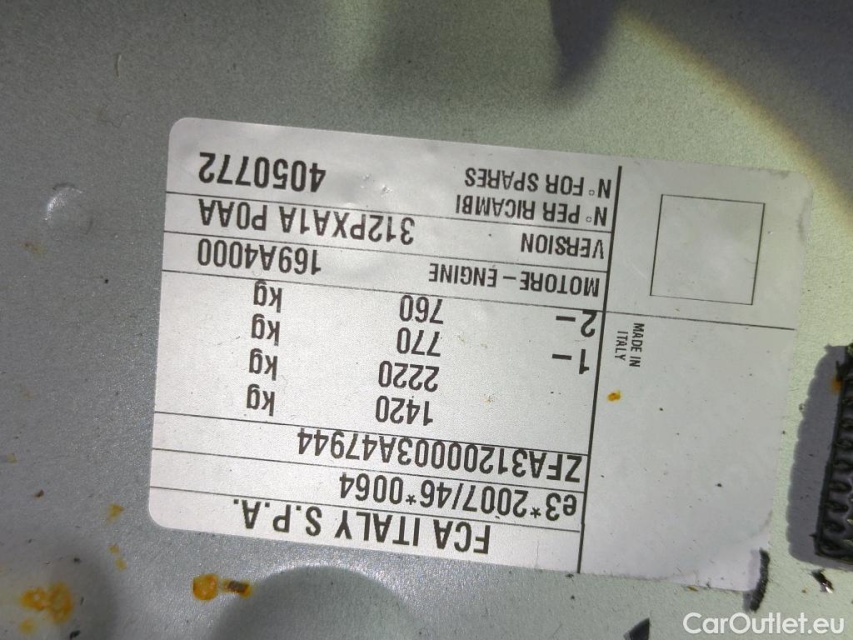 FCA ITALY S.P.A.
e3*2007/46*0064
ZFA31200003A47944
1420 kg
2220 kg
1– 770 kg
2– 760 kg
MOTORE–ENGINE 169A4000
VERSION 312PXA1A P0AA
N° PER RICAMBI
N° FOR SPARES 4050772
MADE IN
ITALY
CarOutlet.eu